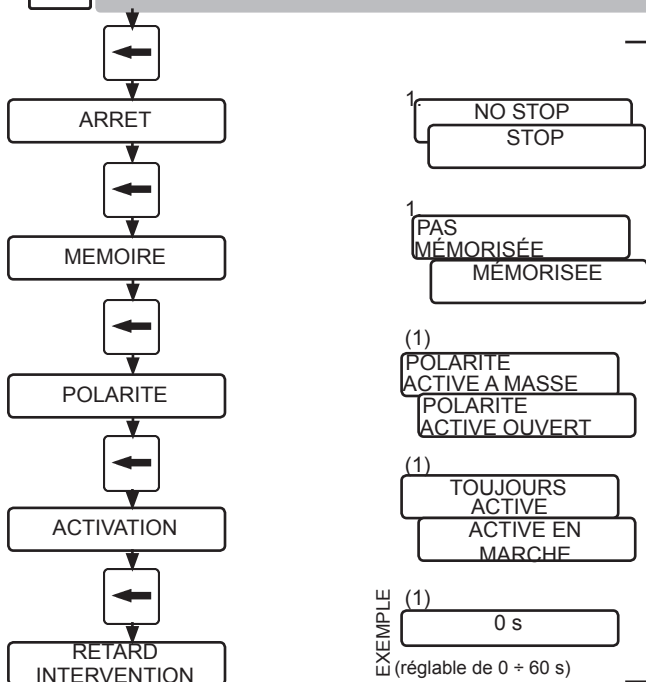 ARRET
1.
NO STOP
STOP
MEMOIRE
1.
PAS
MÉMORISÉE
MÉMORISEE
POLARITE
(1)
POLARITE
ACTIVE A MASSE
POLARITE
ACTIVE OUVERT
ACTIVATION
(1)
TOUJOURS
ACTIVE
ACTIVE EN
MARCHE
RETARD
INTERVENTION
EXEMPLE
(1)
0 s
(réglable de 0 ÷ 60 s)